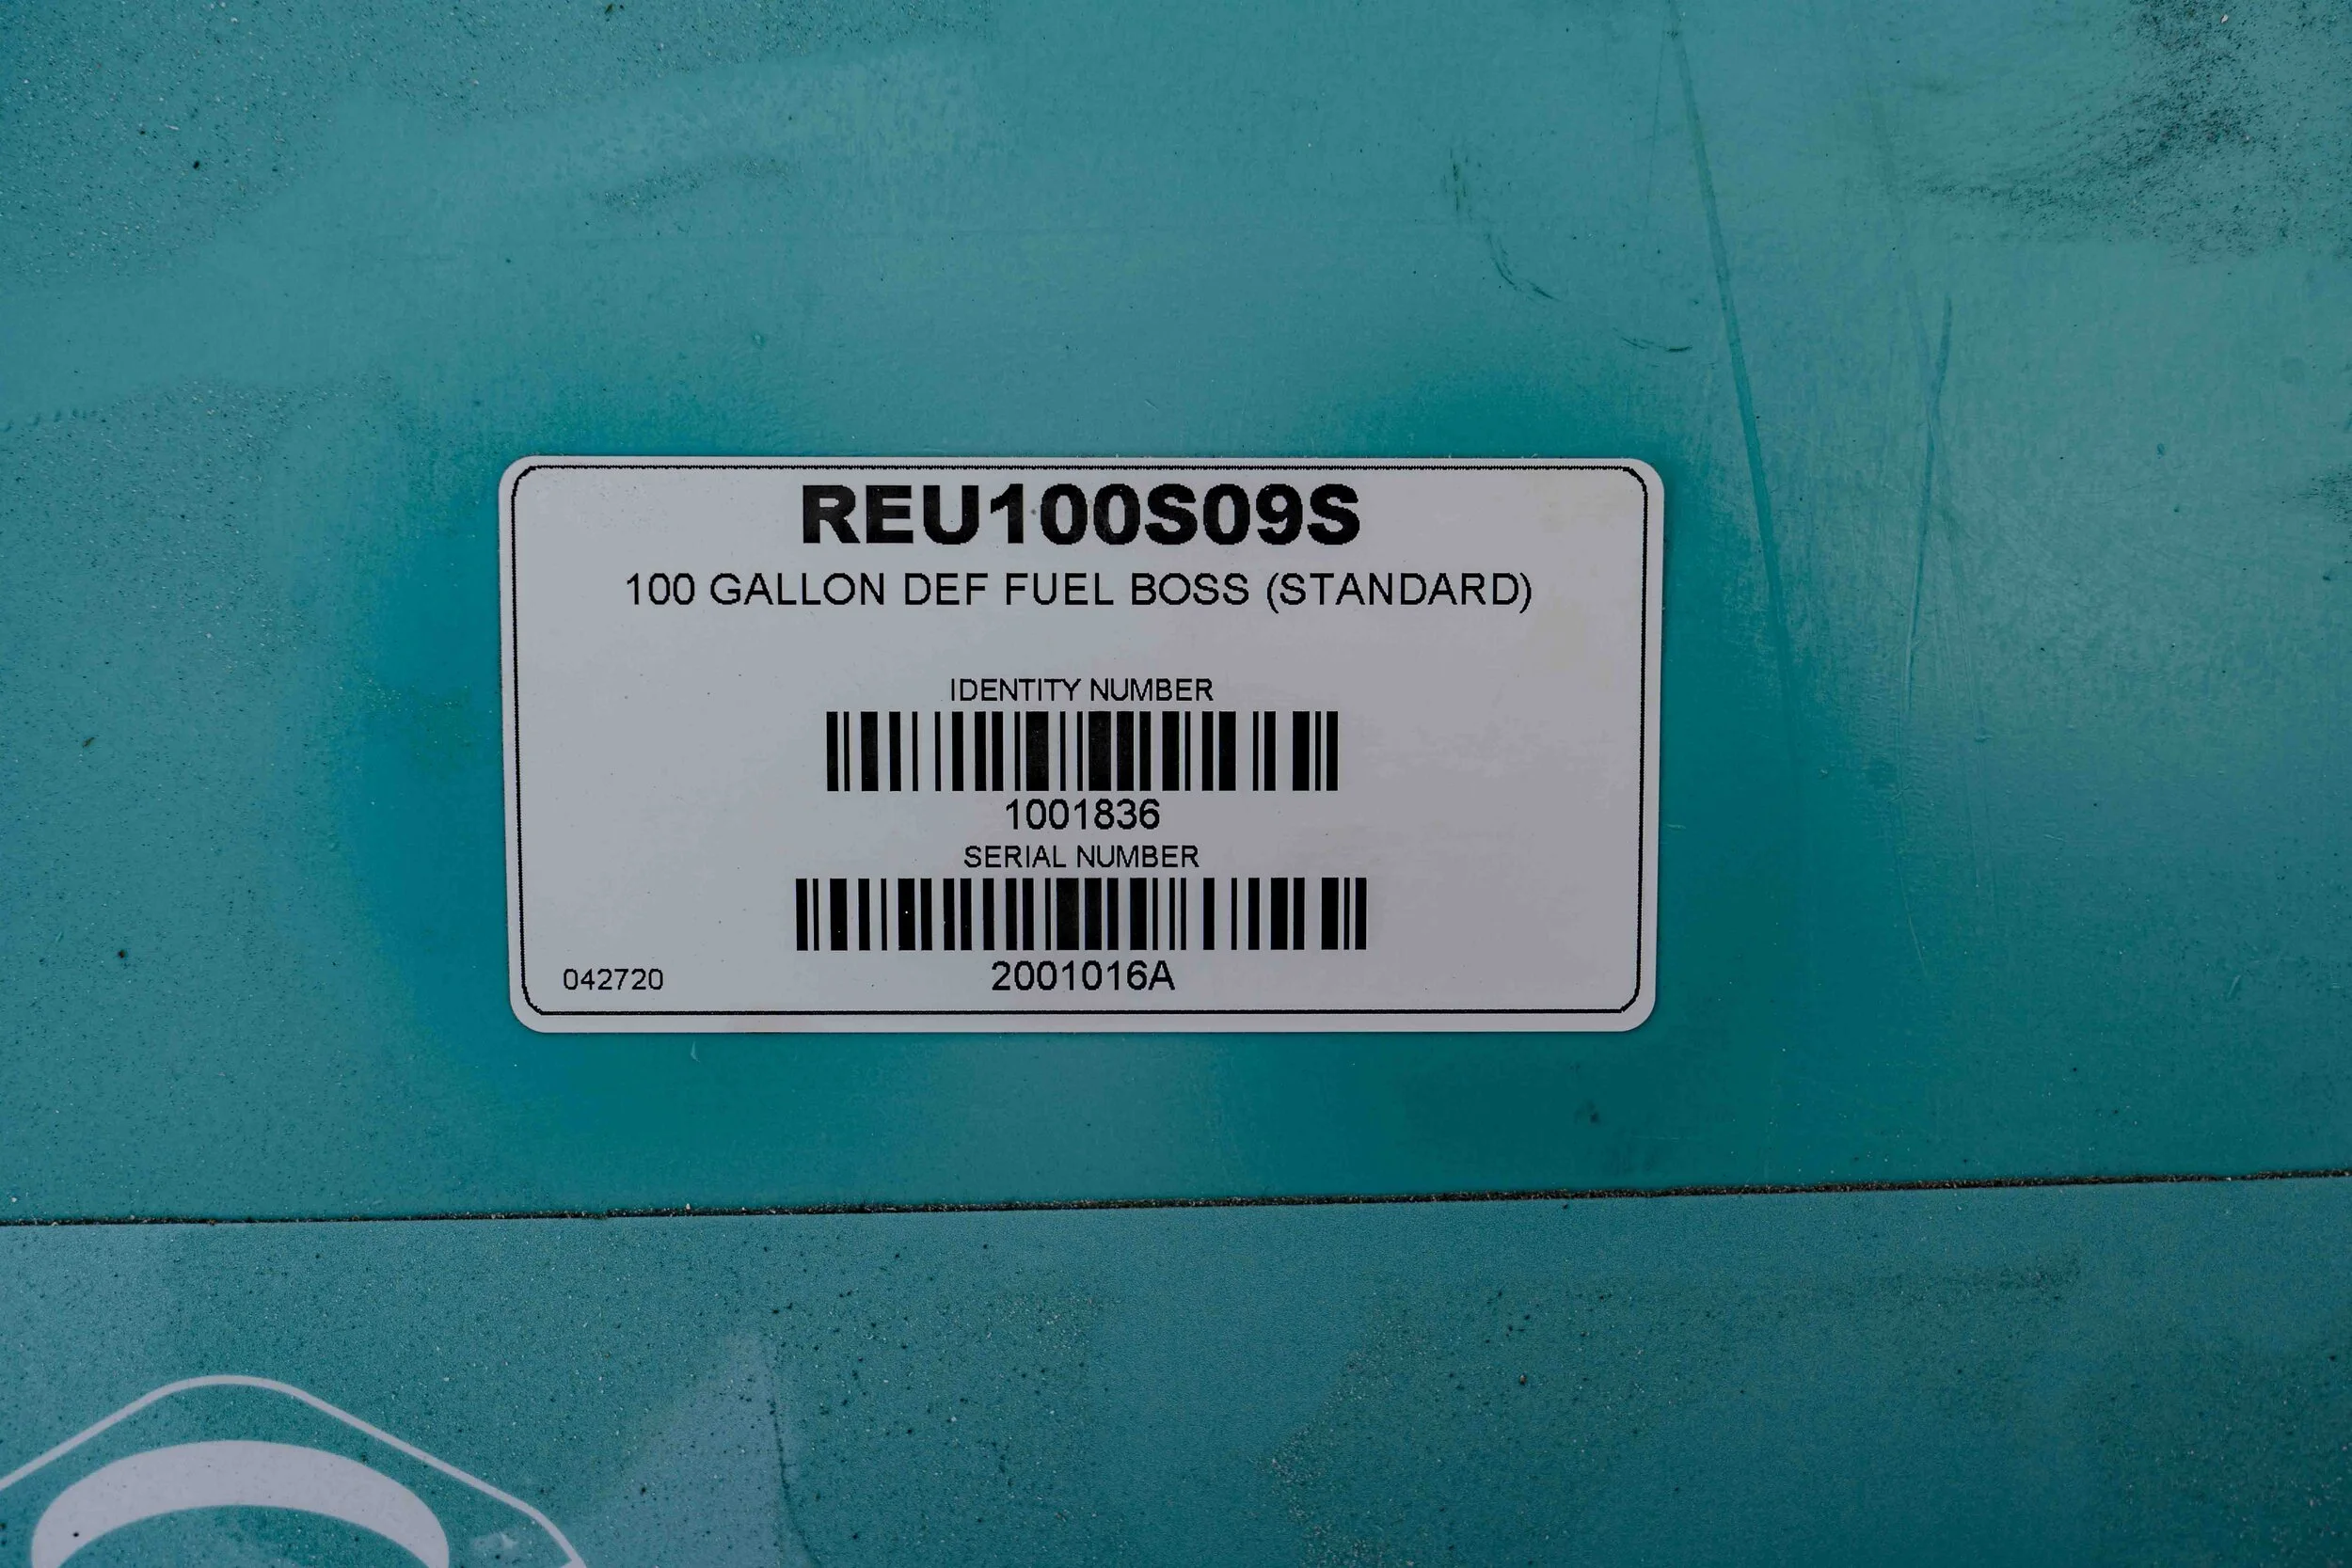 REU100S09S
100 GALLON DEF FUEL BOSS (STANDARD)
IDENTITY NUMBER
1001836
SERIAL NUMBER
2001016A
042720